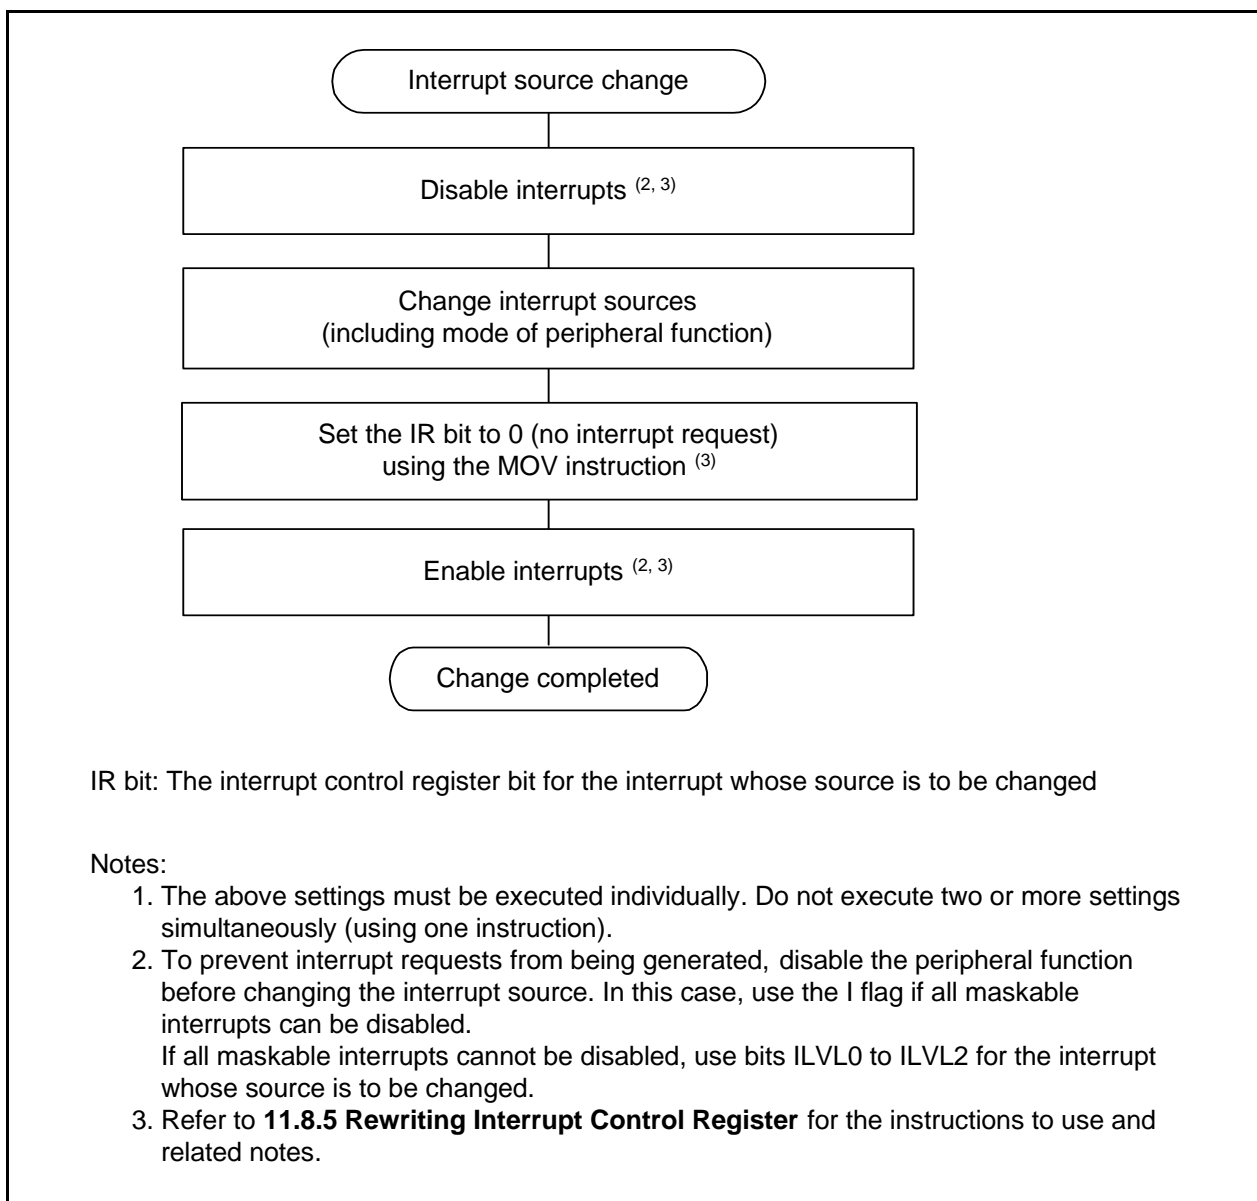 Interrupt source change
Disable interrupts (2, 3)
Change interrupt sources
(including mode of peripheral function)
Set the IR bit to 0 (no interrupt request)
using the MOV instruction (3)
Enable interrupts (2, 3)
Change completed
IR bit: The interrupt control register bit for the interrupt whose source is to be changed
Notes:
1. The above settings must be executed individually. Do not execute two or more settings
simultaneously (using one instruction).
2. To prevent interrupt requests from being generated, disable the peripheral function
before changing the interrupt source. In this case, use the I flag if all maskable
interrupts can be disabled.
If all maskable interrupts cannot be disabled, use bits ILVL0 to ILVL2 for the interrupt
whose source is to be changed.
3. Refer to 11.8.5 Rewriting Interrupt Control Register for the instructions to use and
related notes.